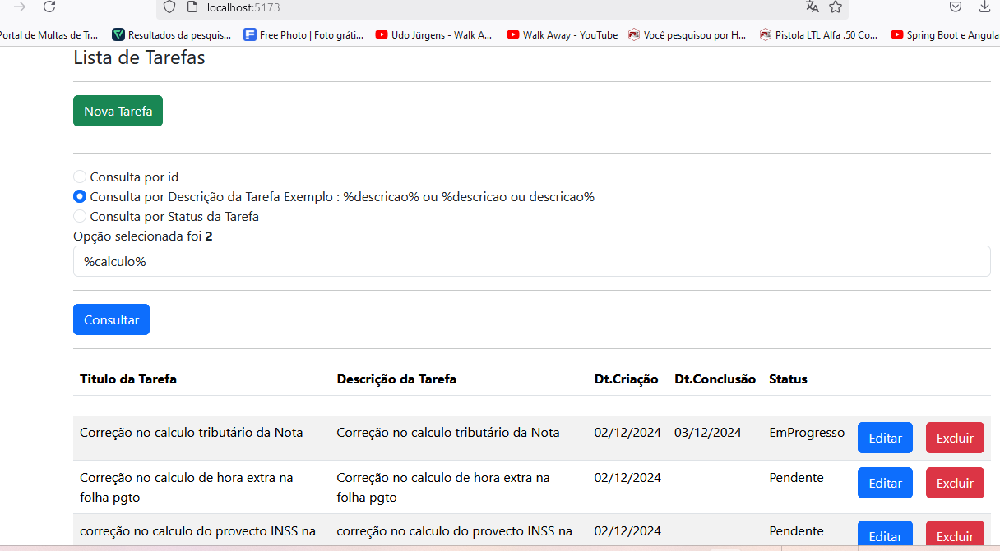 localhost:5173
Portal de Multas de Tr... Resultados da pesquis... Free Photo | Foto gráti... Udo Jürgens - Walk A... Walk Away - YouTube Você pesquisou por H... Pistola LTL Alfa .50 Co... Spring Boot e Angula
Lista de Tarefas
Nova Tarefa
Consulta por id
Consulta por Descrição da Tarefa Exemplo : %descricao% ou %descricao ou descricao%
Consulta por Status da Tarefa
Opção selecionada foi 2
%calculo%
Consultar
Titulo da Tarefa Descrição da Tarefa Dt.Criação Dt.Conclusão Status
Correção no calculo tributário da Nota Correção no calculo tributário da Nota 02/12/2024 03/12/2024 EmProgresso Editar Excluir
Correção no calculo de hora extra na Correção no calculo de hora extra na 02/12/2024 Pendente Editar Excluir
folha pgto folha pgto
correção no calculo do provecto INSS na correção no calculo do provecto INSS na 02/12/2024 Pendente Editar Excluir